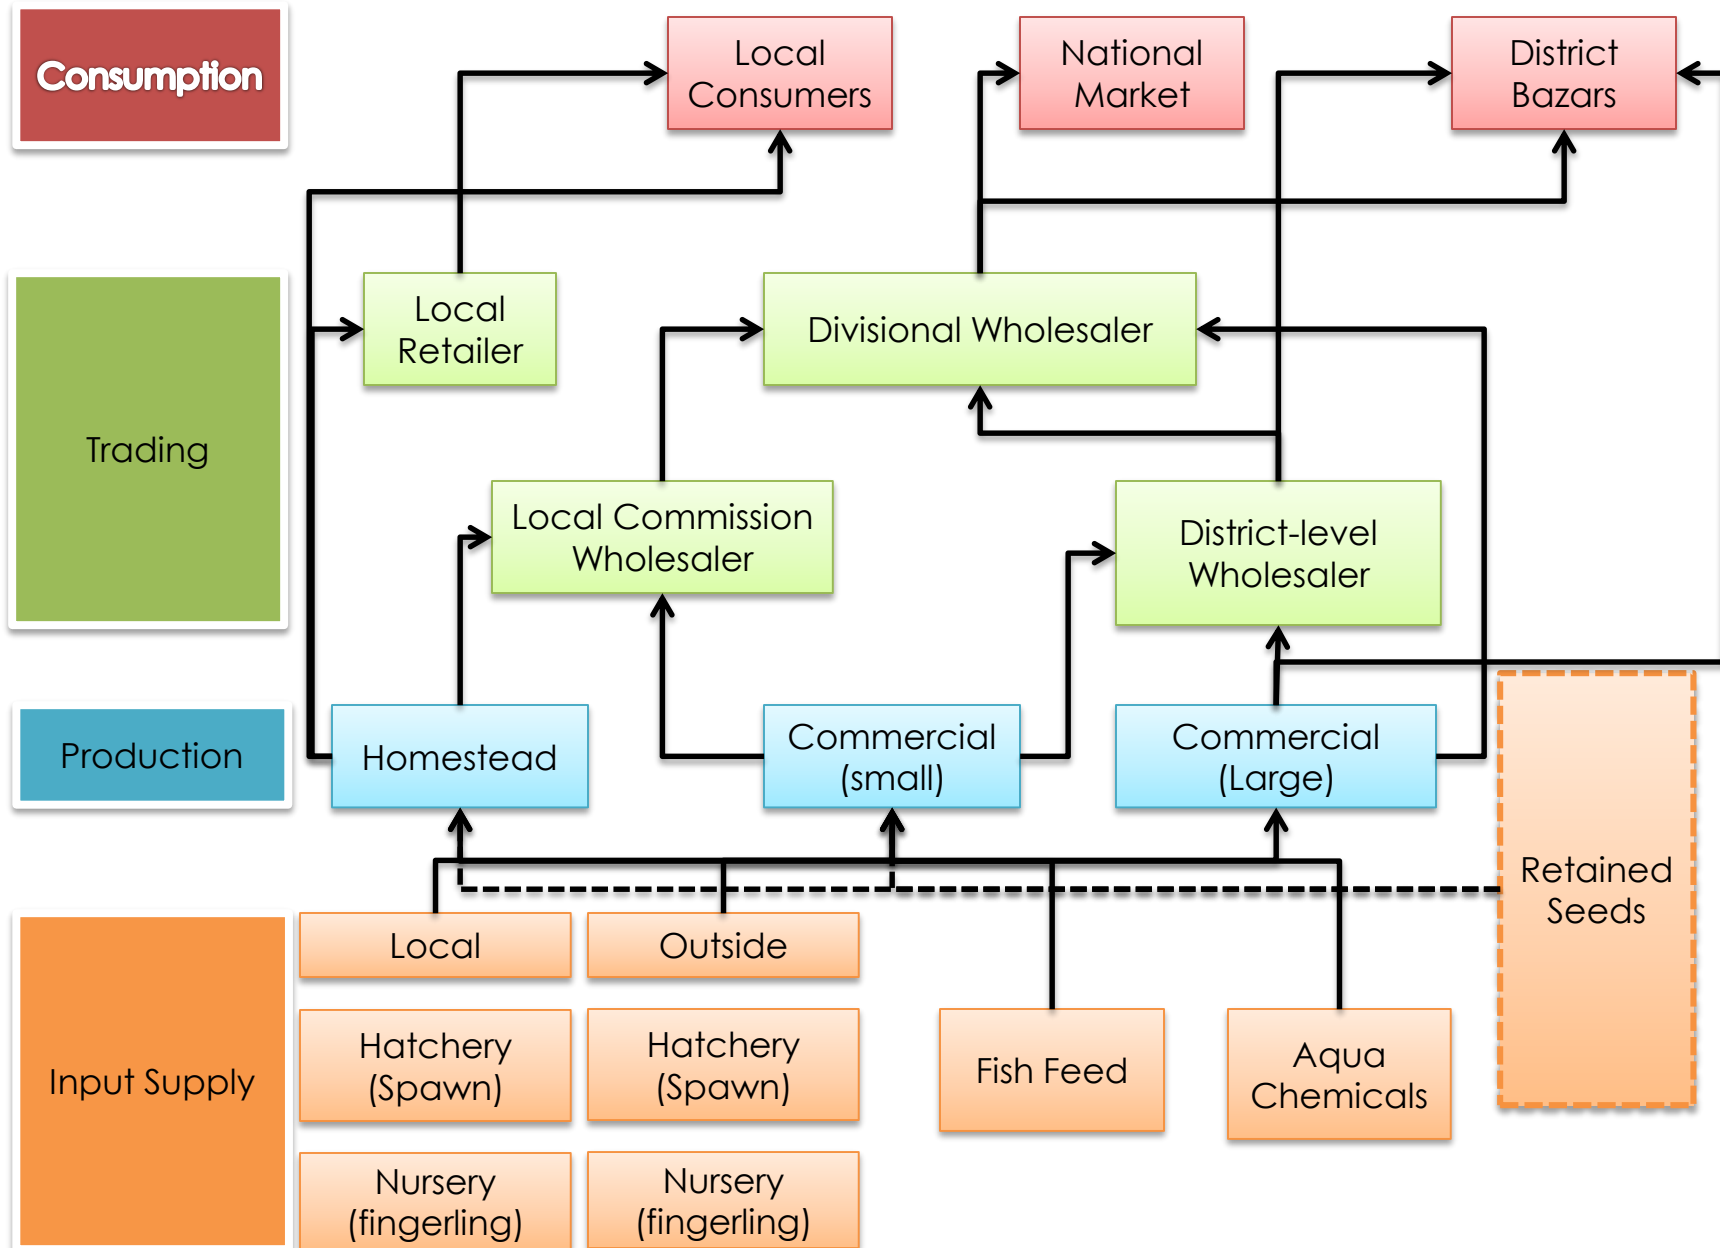 Consumption
Local
Consumers
National
Market
District
Bazars
Trading
Local
Retailer
Divisional Wholesaler
Local Commission
Wholesaler
District-level
Wholesaler
Production
Homestead
Commercial
(small)
Commercial
(Large)
Retained
Seeds
Input Supply
Local
Outside
Hatchery
(Spawn)
Hatchery
(Spawn)
Fish Feed
Aqua
Chemicals
Nursery
(fingerling)
Nursery
(fingerling)